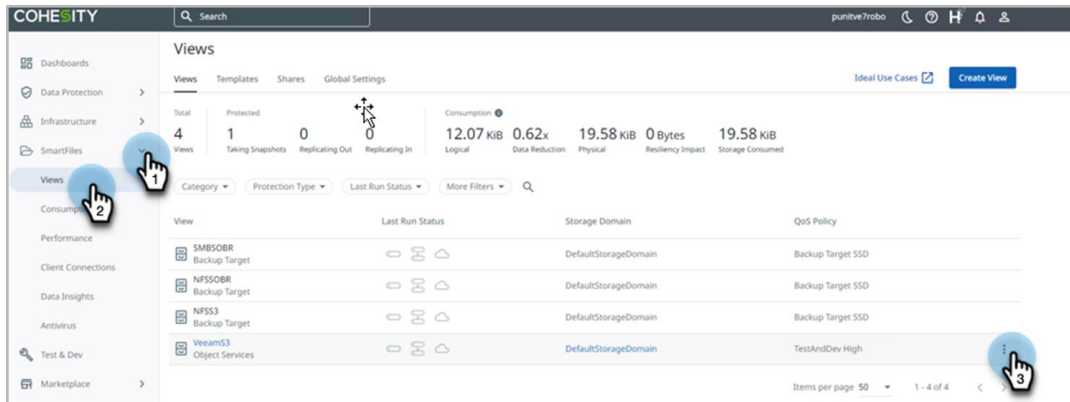 COHESITY
Search
punitve7robo
Dashboards
Data Protection
Infrastructure
SmartFiles
Views
Performance
Client Connections
Data Insights
Antivirus
Test & Dev
Marketplace
Views
Views Templates Shares Global Settings
Ideal Use Cases
Create View
Total Protected Consumption
4 1 0 0 12.07 KiB 0.62x 19.58 KiB 0 Bytes 19.58 KiB
Views Taking Snapshots Replicating Out Replicating In Logical Data Reduction Physical Resiliency Impact Storage Consumed
Category Protection Type Last Run Status More Filters
View Last Run Status Storage Domain QoS Policy
SMBSOBR
Backup Target DefaultStorageDomain Backup Target SSD
NFSSOBR
Backup Target DefaultStorageDomain Backup Target SSD
NFSS3
Backup Target DefaultStorageDomain Backup Target SSD
VeeamS3
Object Services DefaultStorageDomain TestAndDev High
Items per page 50 1 - 4 of 4
1
2
3